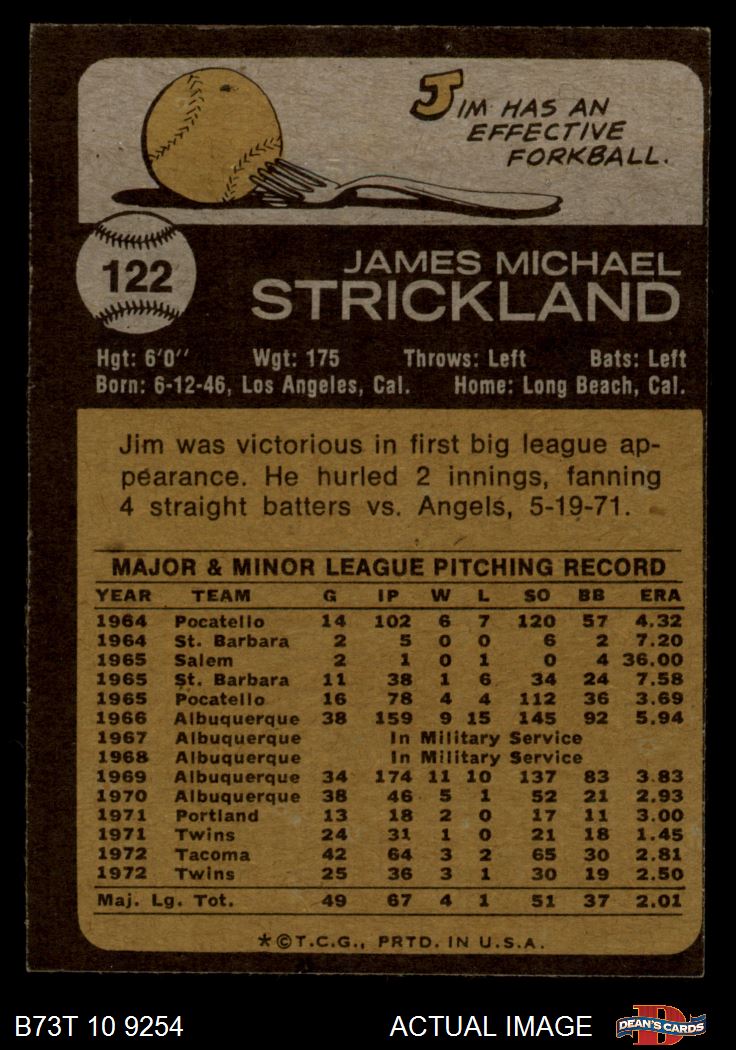 JIM HAS AN
EFFECTIVE
FORKBALL.
122
JAMES MICHAEL
STRICKLAND
Hgt: 6'0" Wgt: 175 Throws: Left Bats: Left
Born: 6-12-46, Los Angeles, Cal. Home: Long Beach, Cal.
Jim was victorious in first big league ap-
pearance. He hurled 2 innings, fanning
4 straight batters vs. Angels, 5-19-71.
MAJOR & MINOR LEAGUE PITCHING RECORD
YEAR TEAM G IP W L SO BB ERA
1964 Pocatello 14 102 6 7 120 57 4.32
1964 St. Barbara 2 5 0 0 6 2 7.20
1965 Salem 2 1 0 1 0 4 36.00
1965 St. Barbara 11 38 1 6 34 24 7.58
1965 Pocatello 16 78 4 4 112 36 3.69
1966 Albuquerque 38 159 9 15 145 92 5.94
1967 Albuquerque In Military Service
1968 Albuquerque In Military Service
1969 Albuquerque 34 174 11 10 137 83 3.83
1970 Albuquerque 38 46 5 1 52 21 2.93
1971 Portland 13 18 2 0 17 11 3.00
1971 Twins 24 31 1 0 21 18 1.45
1972 Tacoma 42 64 3 2 65 30 2.81
1972 Twins 25 36 3 1 30 19 2.50
Maj. Lg. Tot. 49 67 4 1 51 37 2.01
*©T.C.G., PRTD. IN U.S.A.
B73T 10 9254 ACTUAL IMAGE D DEAN'S CARDS